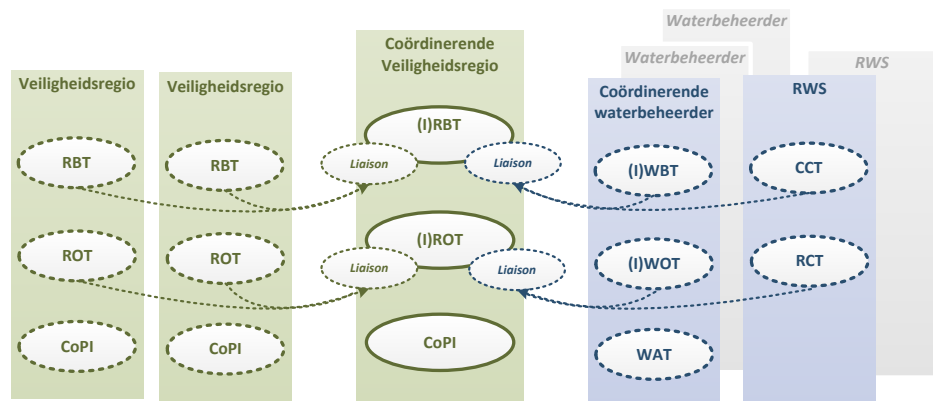 Waterbeheerder
Coördinerende
Veiligheidsregio
Waterbeheerder
RWS
Veiligheidsregio
Veiligheidsregio
Coördinerende
waterbeheerder
RWS
(I)RBT
RBT
RBT
Liaison
Liaison
(I)WBT
CCT
(I)ROT
ROT
ROT
Liaison
Liaison
(I)WOT
RCT
CoPI
CoPI
CoPI
WAT